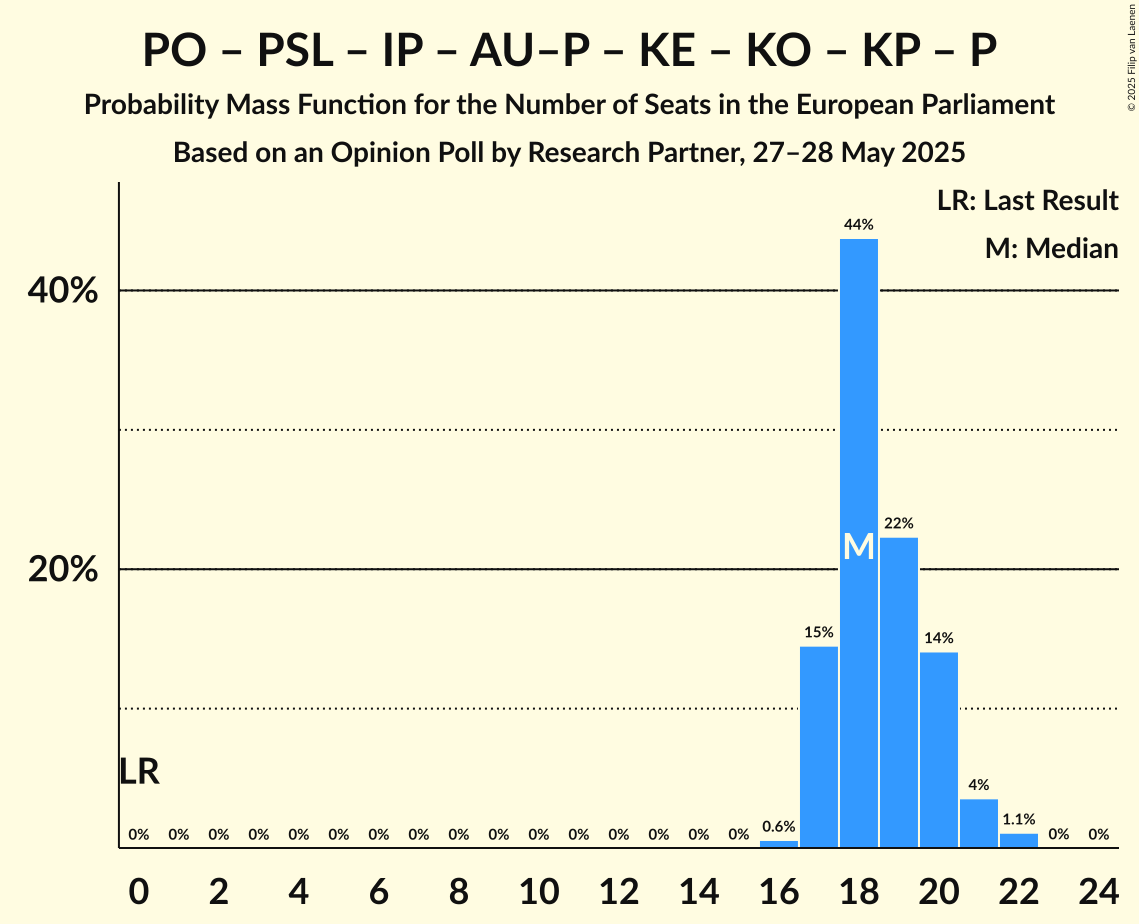 PO – PSL – IP – AU–P – KE – KO – KP – P
Probability Mass Function for the Number of Seats in the European Parliament
Based on an Opinion Poll by Research Partner, 27–28 May 2025
© 2025 Filip van Laenen
LR: Last Result
M: Median
44%
40%
22%
M
20%
15%
14%
LR
4%
1.1%
0.6%
0% 0% 0% 0% 0% 0% 0% 0% 0% 0% 0% 0% 0% 0% 0% 0% 0% 0%
0 2 4 6 8 10 12 14 16 18 20 22 24